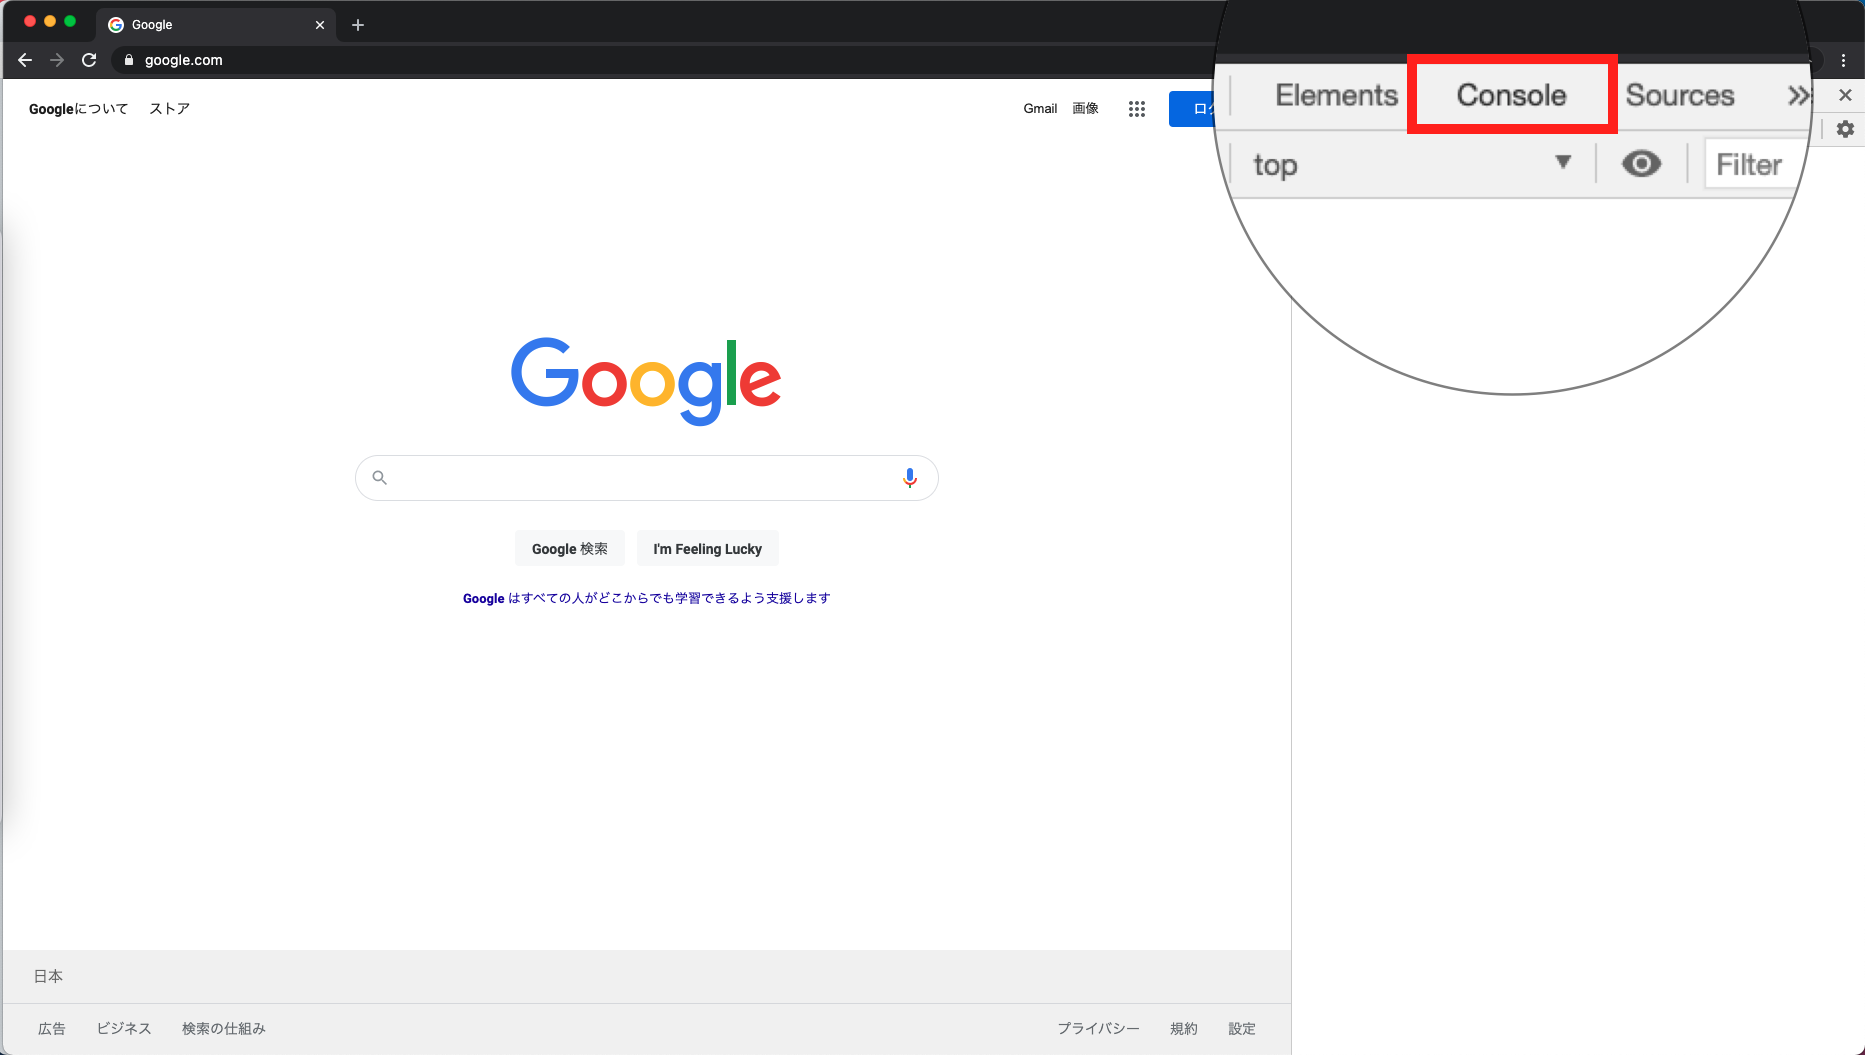 Google
google.com
Googleについて ストア Gmail 画像
Elements Console Sources
top Filter
Google
Google 検索 I'm Feeling Lucky
Google はすべての人がどこからでも学習できるよう支援します
日本
広告 ビジネス 検索の仕組み プライバシー 規約 設定